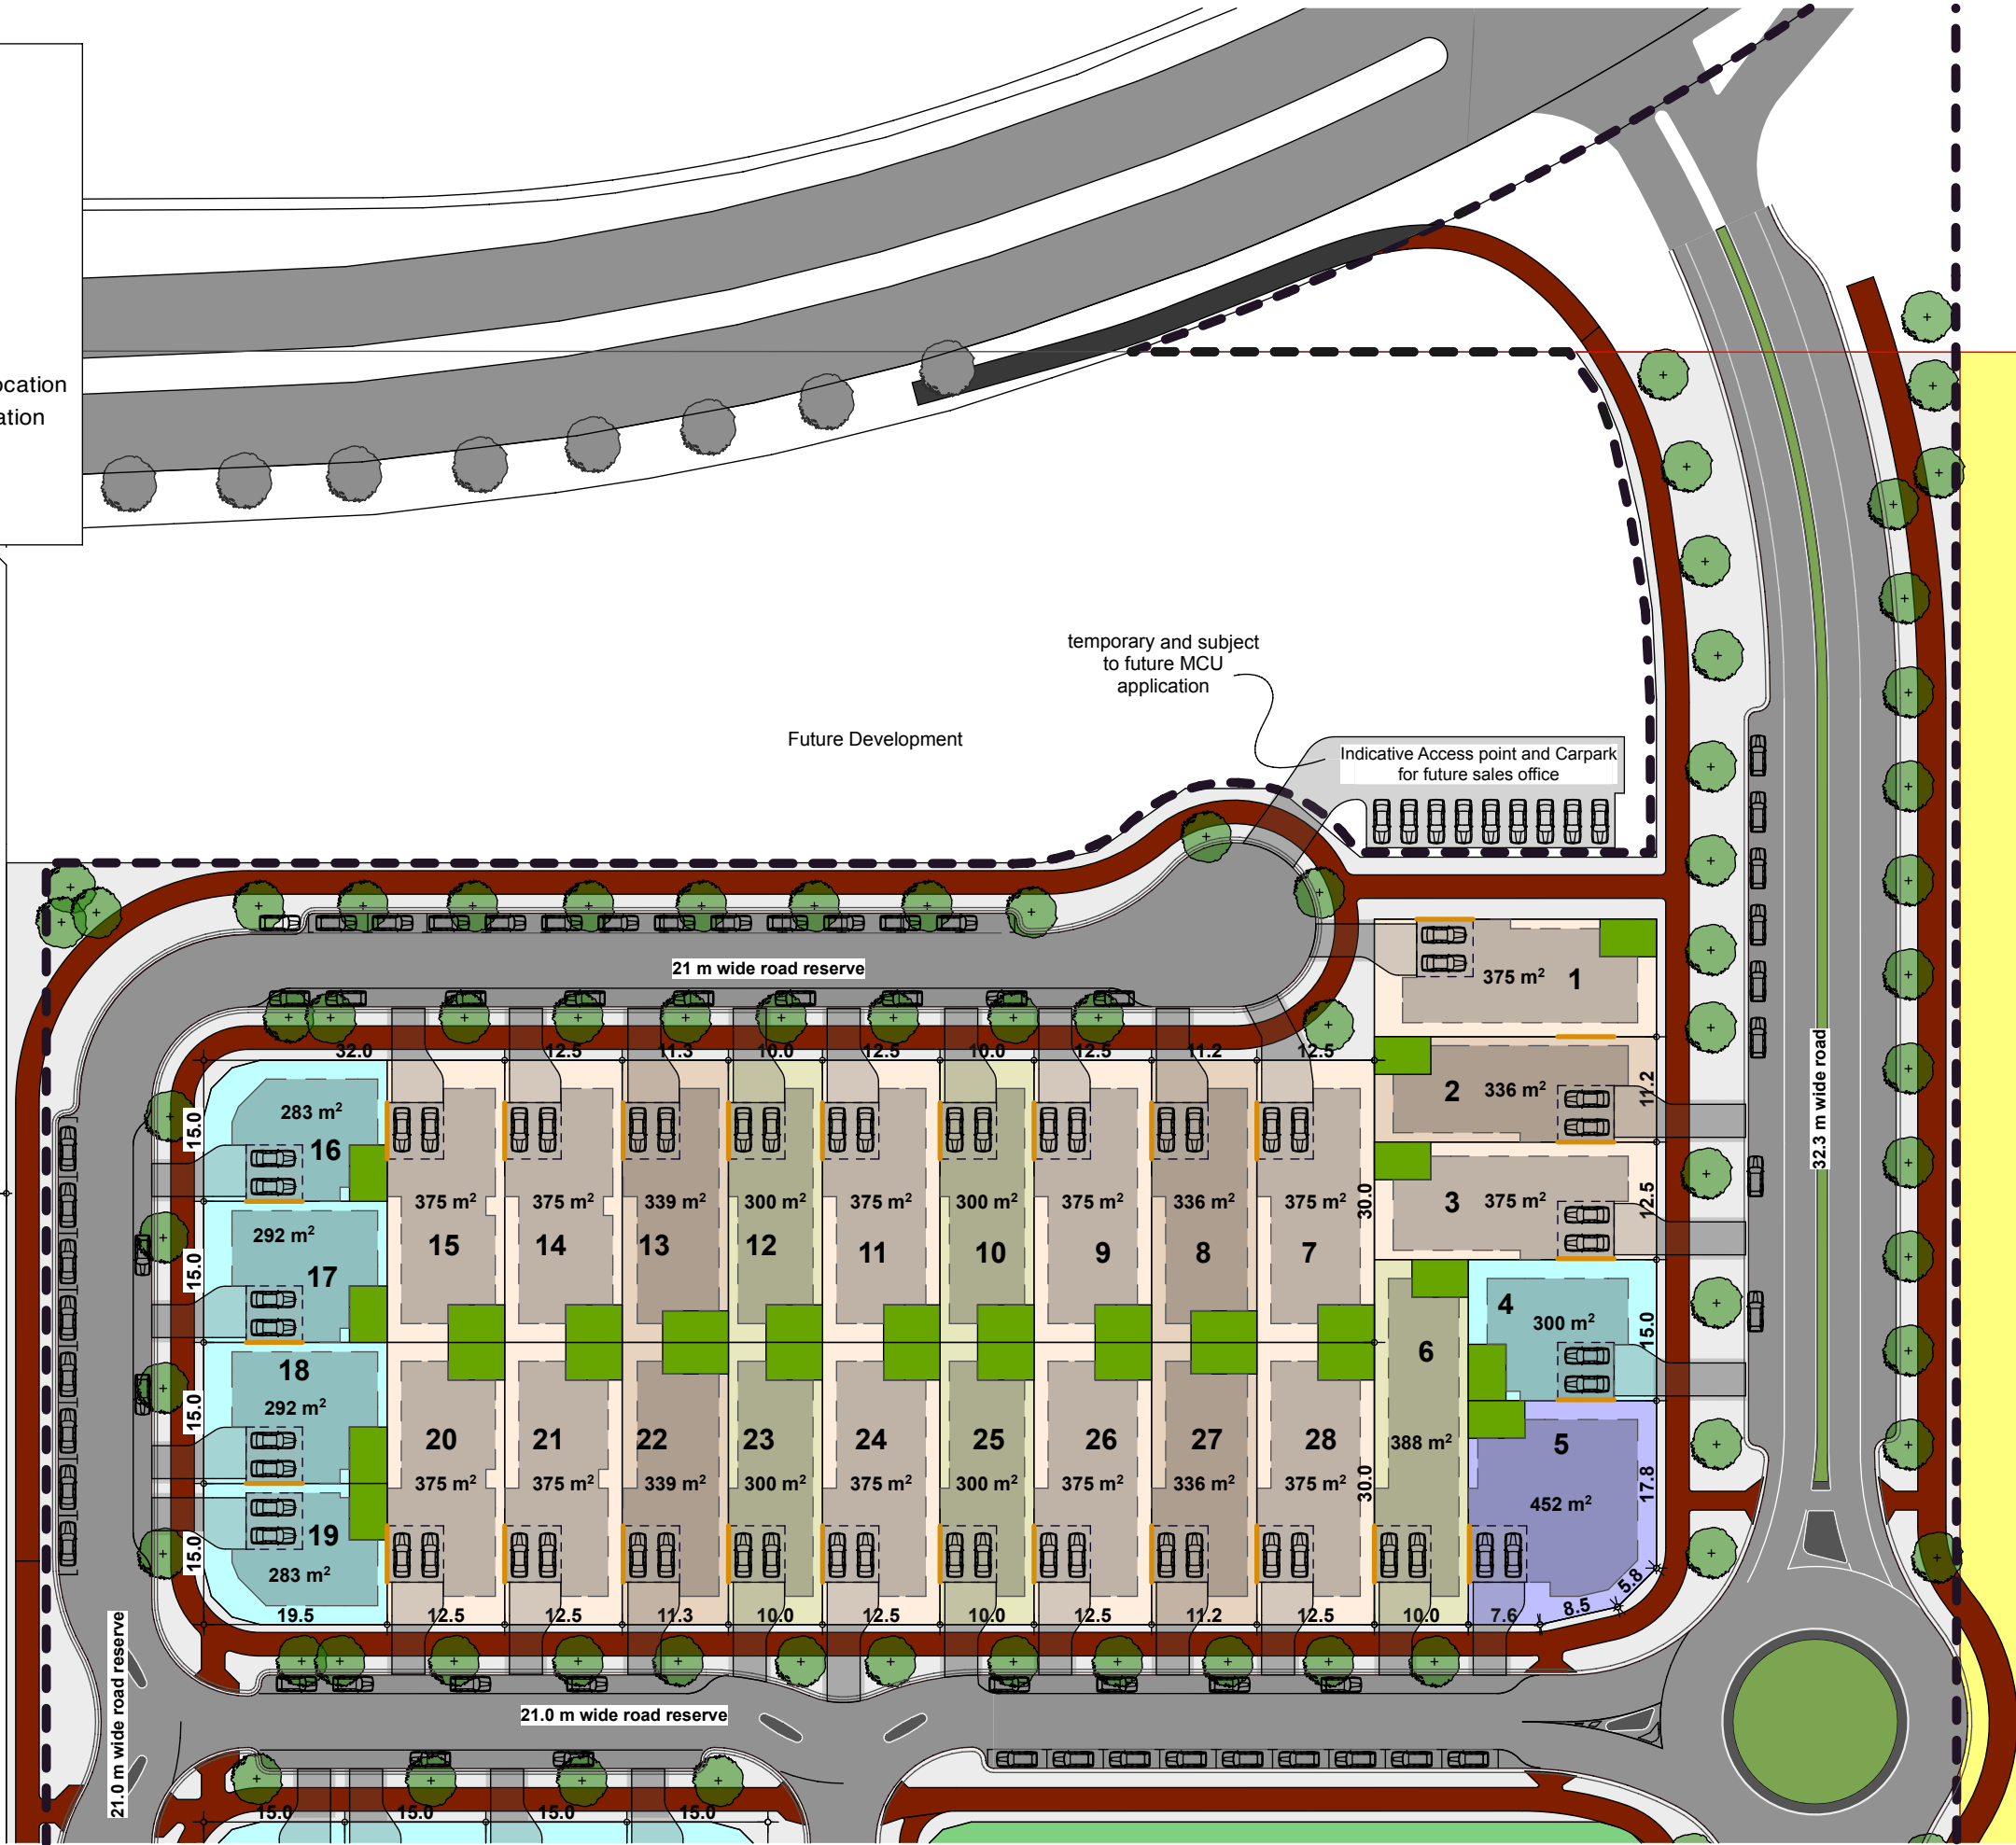 ocation
ation
temporary and subject
to future MCU
application
Future Development
Indicative Access point and Carpark
for future sales office
21 m wide road reserve
375 m² 1
32.0 12.5 11.3 10.0 12.5 10.0 12.5 11.2 12.5
2 336 m² 11.2
32.3 m wide road
283 m²
16
15.0
375 m² 375 m² 339 m² 300 m² 375 m² 300 m² 375 m² 336 m² 375 m²
30.0
3 375 m² 12.5
15 14 13 12 11 10 9 8 7
292 m²
17
15.0
4
300 m²
15.0
18
292 m²
15.0
6
388 m²
20 21 22 23 24 25 26 27 28
375 m² 375 m² 339 m² 300 m² 375 m² 300 m² 375 m² 336 m² 375 m²
30.0
5
452 m²
17.8
19
283 m²
15.0
5.8
8.5
19.5 12.5 12.5 11.3 10.0 12.5 10.0 12.5 11.2 12.5 10.0 7.6
21.0 m wide road reserve
21.0 m wide road reserve
15.0 15.0 15.0 15.0